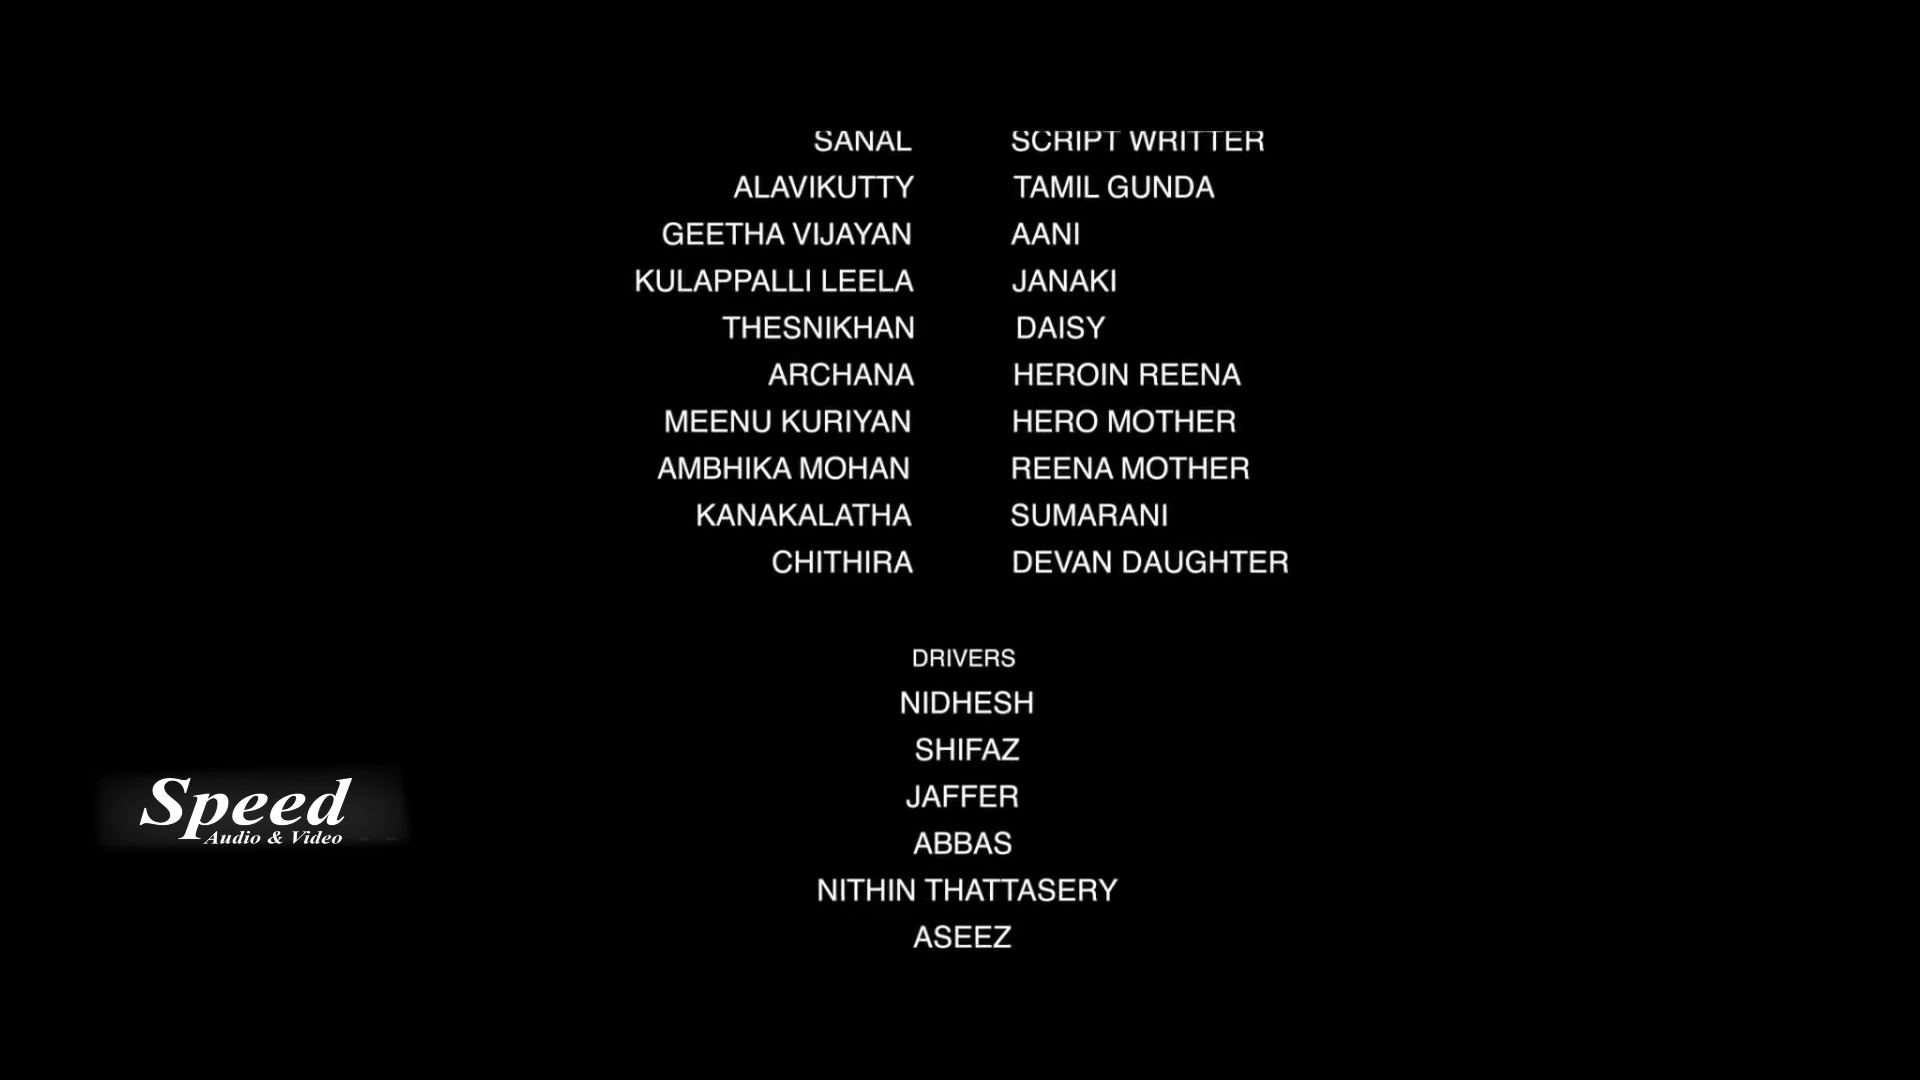 SANAL SCRIPT WRITTER
ALAVIKUTTY TAMIL GUNDA
GEETHA VIJAYAN AANI
KULAPPALLI LEELA JANAKI
THESNIKHAN DAISY
ARCHANA HEROIN REENA
MEENU KURIYAN HERO MOTHER
AMBHIKA MOHAN REENA MOTHER
KANAKALATHA SUMARANI
CHITHIRA DEVAN DAUGHTER
DRIVERS
NIDHESH
SHIFAZ
JAFFER
ABBAS
NITHIN THATTASERY
ASEEZ
Speed
Audio & Video